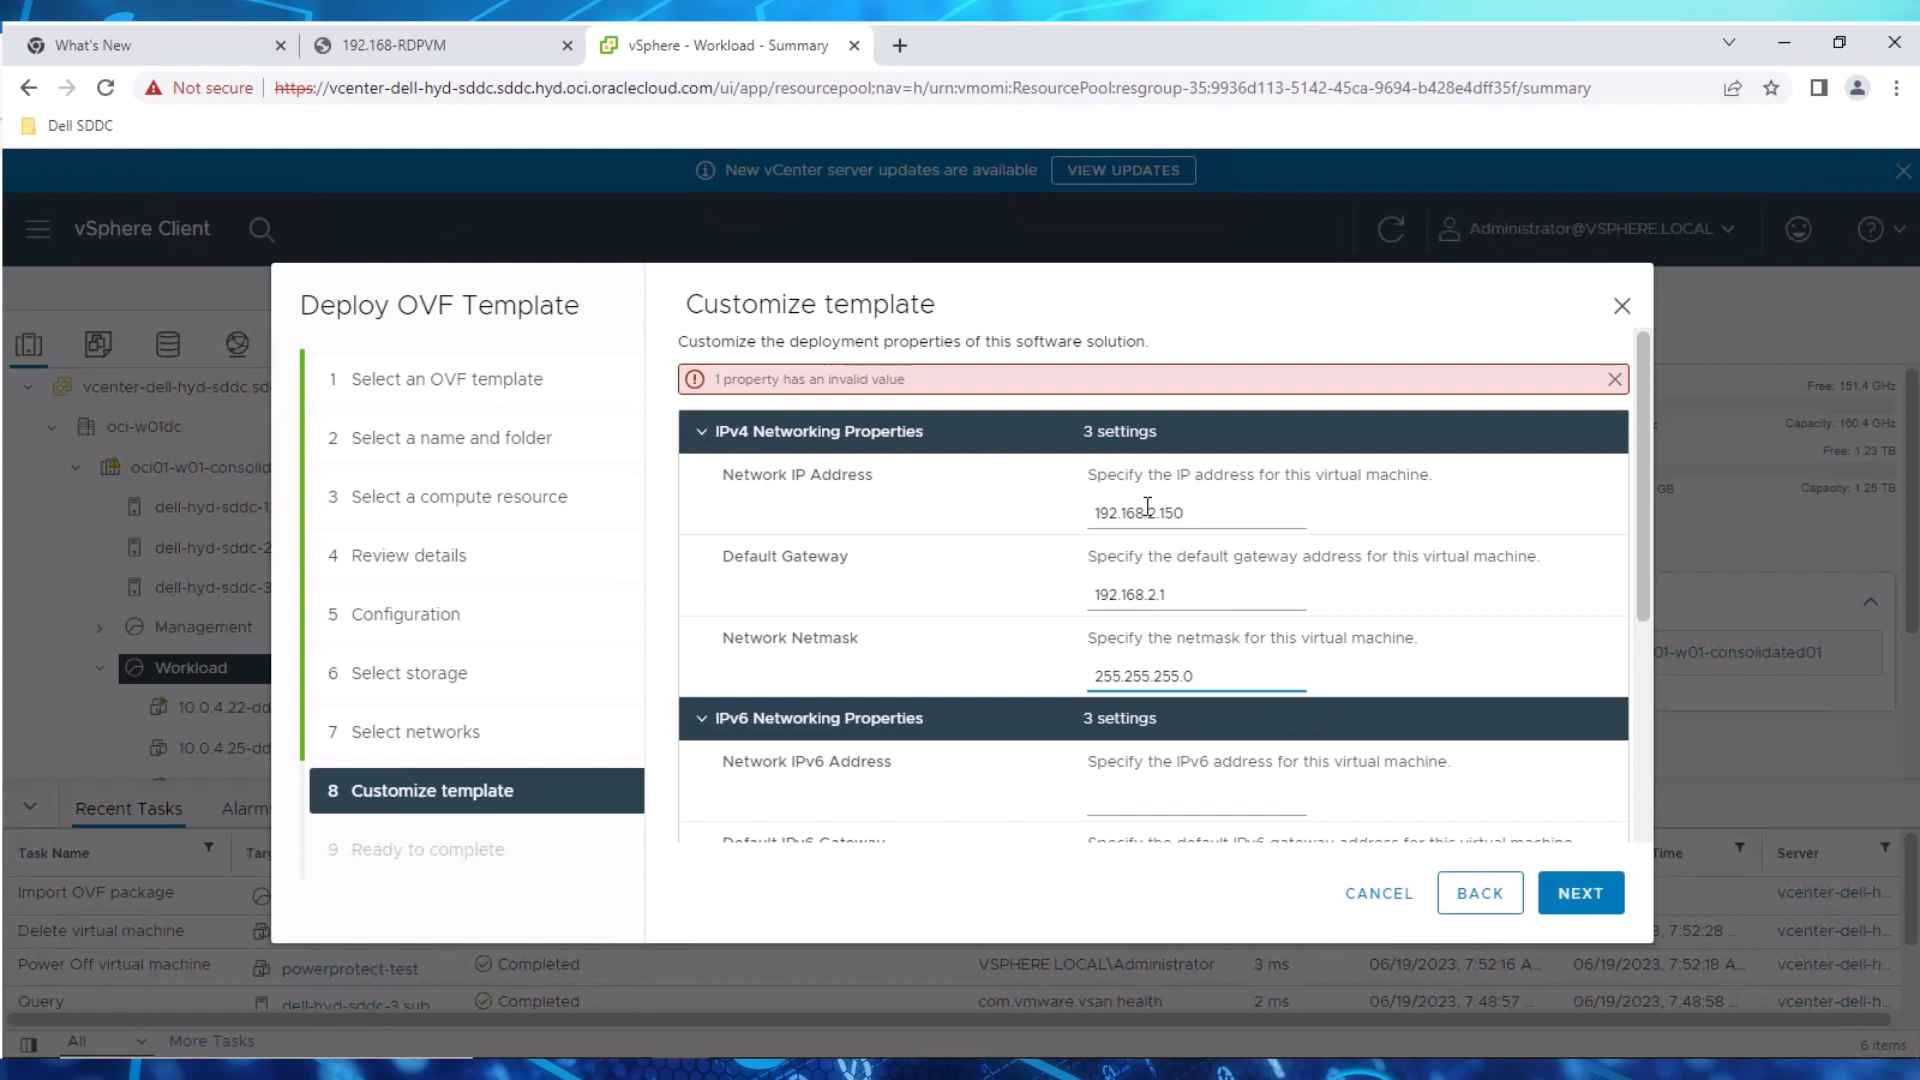 What's New
192.168-RDPVM
vSphere - Workload - Summary
Not secure
https://vcenter-dell-hyd-sddc.sddc.hyd.oci.oraclecloud.com/ui/app/resourcepool;nav=h/urn:vmomi:ResourcePool:resgroup-35:9936d113-5142-45ca-9694-b428e4dff35f/summary
Dell SDDC
New vCenter server updates are available VIEW UPDATES
vSphere Client
Administrator@VSPHERE.LOCAL
Deploy OVF Template
1 Select an OVF template
2 Select a name and folder
3 Select a compute resource
4 Review details
5 Configuration
6 Select storage
7 Select networks
8 Customize template
9 Ready to complete
Customize template
Customize the deployment properties of this software solution.
1 property has an invalid value
IPv4 Networking Properties 3 settings
Network IP Address Specify the IP address for this virtual machine.
192.168.2.150
Default Gateway Specify the default gateway address for this virtual machine.
192.168.2.1
Network Netmask Specify the netmask for this virtual machine.
255.255.255.0
IPv6 Networking Properties 3 settings
Network IPv6 Address Specify the IPv6 address for this virtual machine.
Default IPv6 Gateway Specify the default IPv6 gateway address for this virtual machine.
CANCEL BACK NEXT
vcenter-dell-hyd-sddc.sd
oci-w01dc
oci01-w01-consolid
dell-hyd-sddc-1.
dell-hyd-sddc-2
dell-hyd-sddc-3
Management
Workload
10.0.4.22-dd
10.0.4.25-dd
Free: 151.4 GHz
Capacity: 160.4 GHz
Free: 1.23 TB
GB Capacity: 1.25 TB
01-w01-consolidated01
Recent Tasks Alarm
Task Name Targ Time Server
Import OVF package vcenter-dell-h...
Delete virtual machine 3, 7:52:28 ... vcenter-dell-h...
Power Off virtual machine powerprotect-test Completed VSPHERE.LOCAL\Administrator 3 ms 06/19/2023, 7:52:16 A... 06/19/2023, 7:52:18 A... vcenter-dell-h...
Query dell-hyd-sddc-3.sub Completed com.vmware.vsan.health 2 ms 06/19/2023, 7:48:57 ... 06/19/2023, 7:48:58 ... vcenter-dell-h...
All More Tasks 6 items